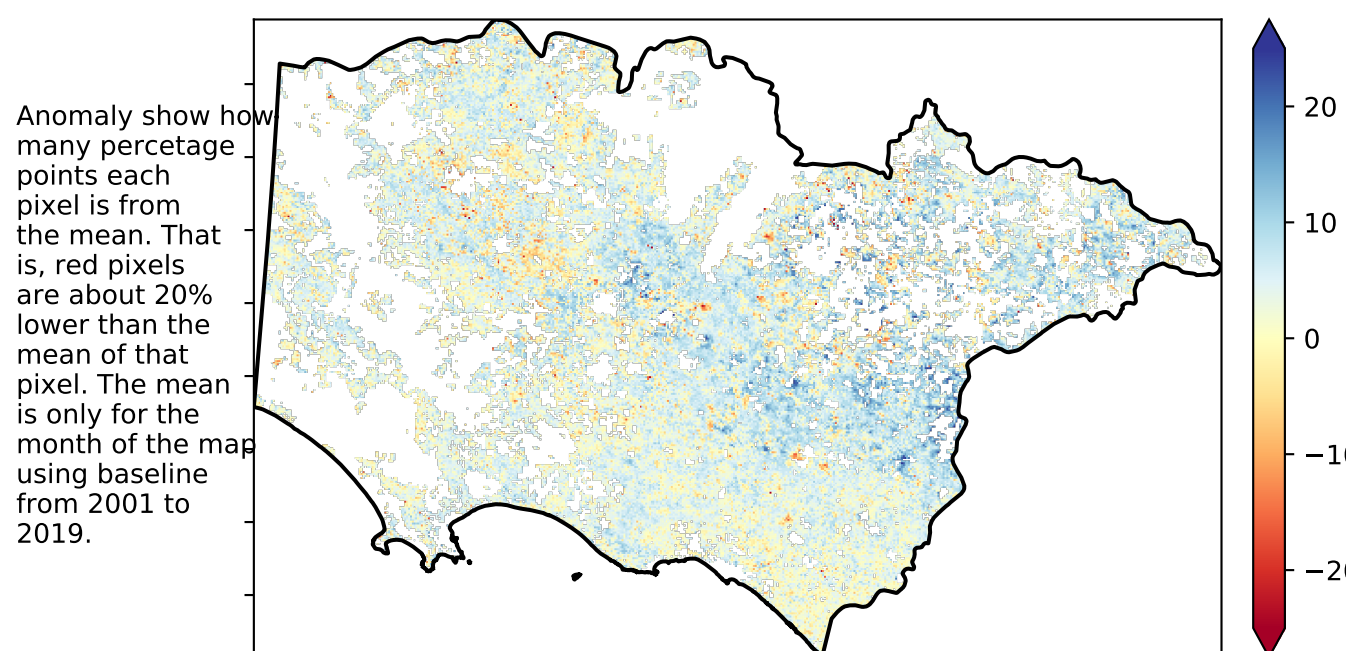 Anomaly show how
many percetage
points each
pixel is from
the mean. That
is, red pixels
are about 20%
lower than the
mean of that
pixel. The mean
is only for the
month of the map
using baseline
from 2001 to
2019.
20
10
0
−10
−20